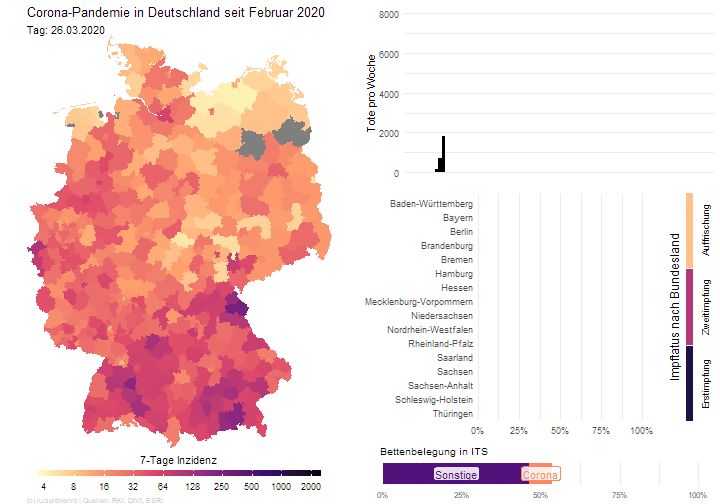 Corona-Pandemie in Deutschland seit Februar 2020
Tag: 26.03.2020
7-Tage Inzidenz
4 8 16 32 64 128 250 500 1000 2000
Quellen: RKI, DIVI, ESRI
Tote pro Woche
8000
6000
4000
2000
0
Baden-Württemberg
Bayern
Berlin
Brandenburg
Bremen
Hamburg
Hessen
Mecklenburg-Vorpommern
Niedersachsen
Nordrhein-Westfalen
Rheinland-Pfalz
Saarland
Sachsen
Sachsen-Anhalt
Schleswig-Holstein
Thüringen
0% 25% 50% 75% 100%
Impfstatus nach Bundesland
Auffrischung
Zweitimpfung
Erstimpfung
Bettenbelegung in ITS
Sonstige Corona
0% 25% 50% 75% 100%